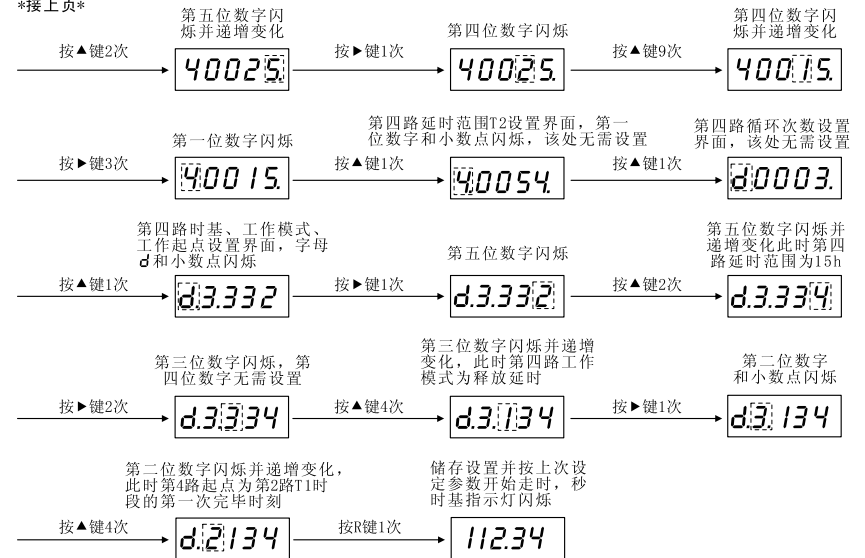 *接上页*
第五位数字闪
烁并递增变化
按▲键2次
40025.
按▶键1次
第四位数字闪烁
40025.
按▲键9次
第四位数字闪
烁并递增变化
40015.
按▶键3次
第一位数字闪烁
40015.
按▲键1次
第四路延时范围T2设置界面，第一
位数字和小数点闪烁，该处无需设置
4.0054.
按▲键1次
第四路循环次数设置
界面，该处无需设置
d0003.
按▲键1次
第四路时基、工作模式、
工作起点设置界面，字母
d和小数点闪烁
d.3.332
按▶键1次
第五位数字闪烁
d.3.332
按▲键2次
第五位数字闪烁并
递增变化此时第四
路延时范围为15h
d.3.334
按▶键2次
第三位数字闪烁，第
四位数字无需设置
d.3.334
按▲键4次
第三位数字闪烁并递增
变化，此时第四路工作
模式为释放延时
d.3.134
按▶键1次
第二位数字
和小数点闪烁
d.3.134
按▲键4次
第二位数字闪烁并递增变化，
此时第4路起点为第2路T1时
段的第一次完毕时刻
d.2134
按R键1次
储存设置并按上次设
定参数开始走时，秒
时基指示灯闪烁
112.34